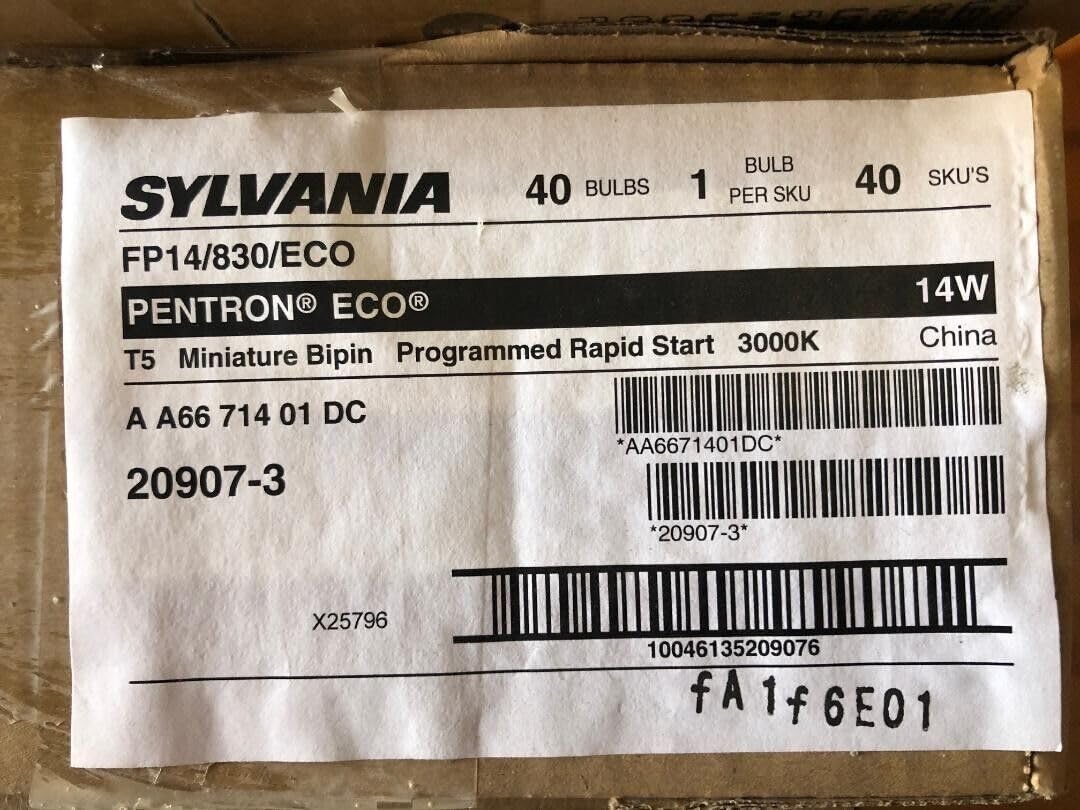 SYLVANIA 40 BULBS 1 BULB PER SKU 40 SKU'S
FP14/830/ECO
PENTRON® ECO® 14W
T5 Miniature Bipin Programmed Rapid Start 3000K China
A A66 714 01 DC
*AA6671401DC*
20907-3
*20907-3*
X25796
10046135209076
fA1f6E01